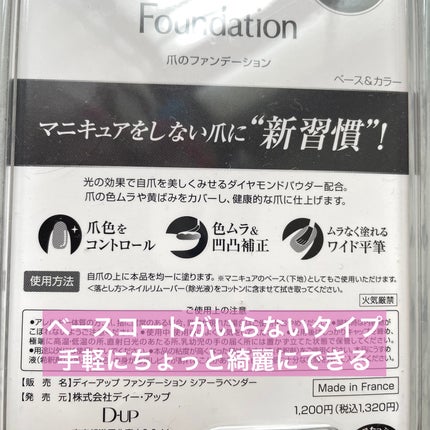 Foundation
爪のファンデーション
ベース&カラー
マニキュアをしない爪に“新習慣”!
光の効果で自爪を美しくみせるダイヤモンドパウダー配合。
爪の色ムラや黄ばみをカバーし、健康的な爪に仕上げます。
爪色を
コントロール
色ムラ&
凹凸補正
ムラなく塗れる
ワイド平筆
使用方法
自爪の上に本品を均一に塗ります。※マニキュアのベース(下地)としてもご使用いただけます。
<落とし方>ネイルリムーバー(除光液)をコットンに含ませて拭き取ってください。
火気厳禁
ご使用上の注意
ベースコートがいらないタイプ
手軽にちょっと綺麗にできる
販売名 ディーアップ ファンデーション シアーラベンダー
発売元 株式会社ディー・アップ
Made in France
1,200円(税込1,320円)
D-UP